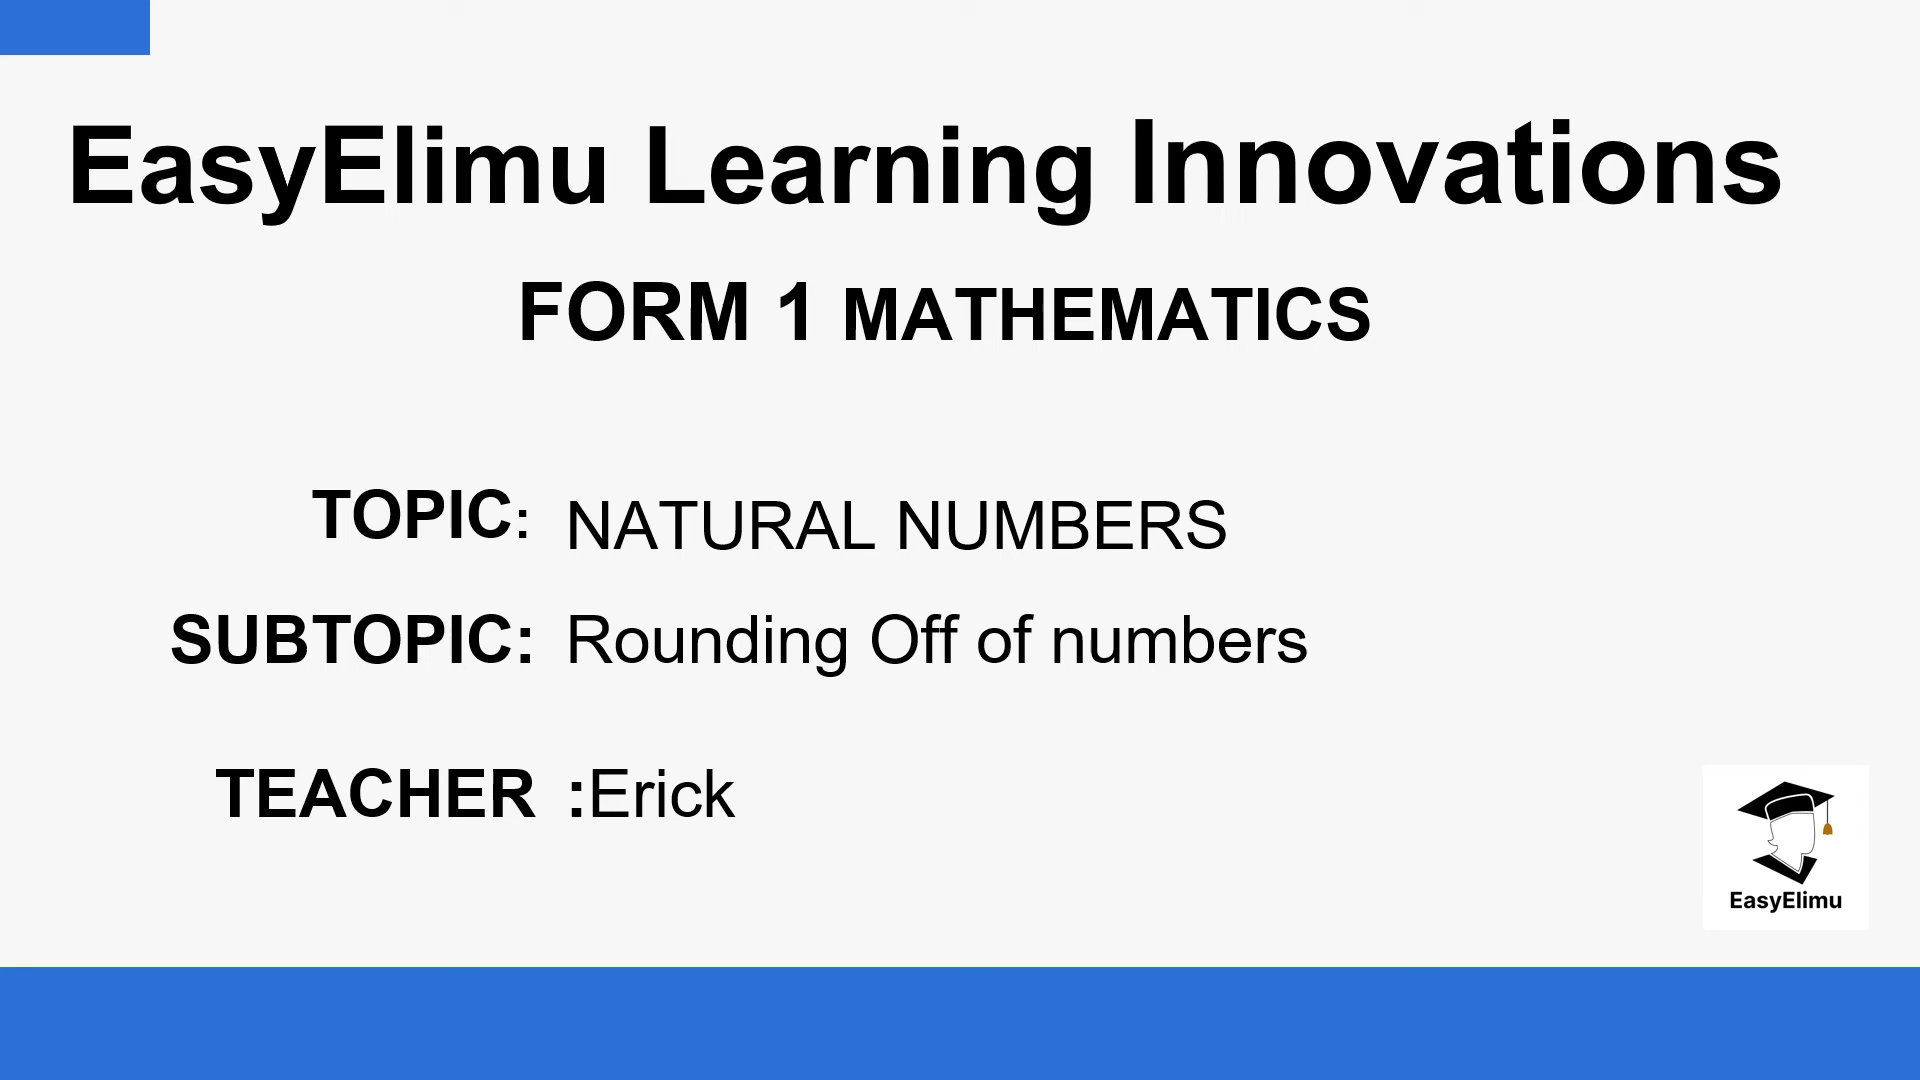 EasyElimu Learning Innovations
FORM 1 MATHEMATICS
TOPIC: NATURAL NUMBERS
SUBTOPIC: Rounding Off of numbers
TEACHER :Erick
EasyElimu